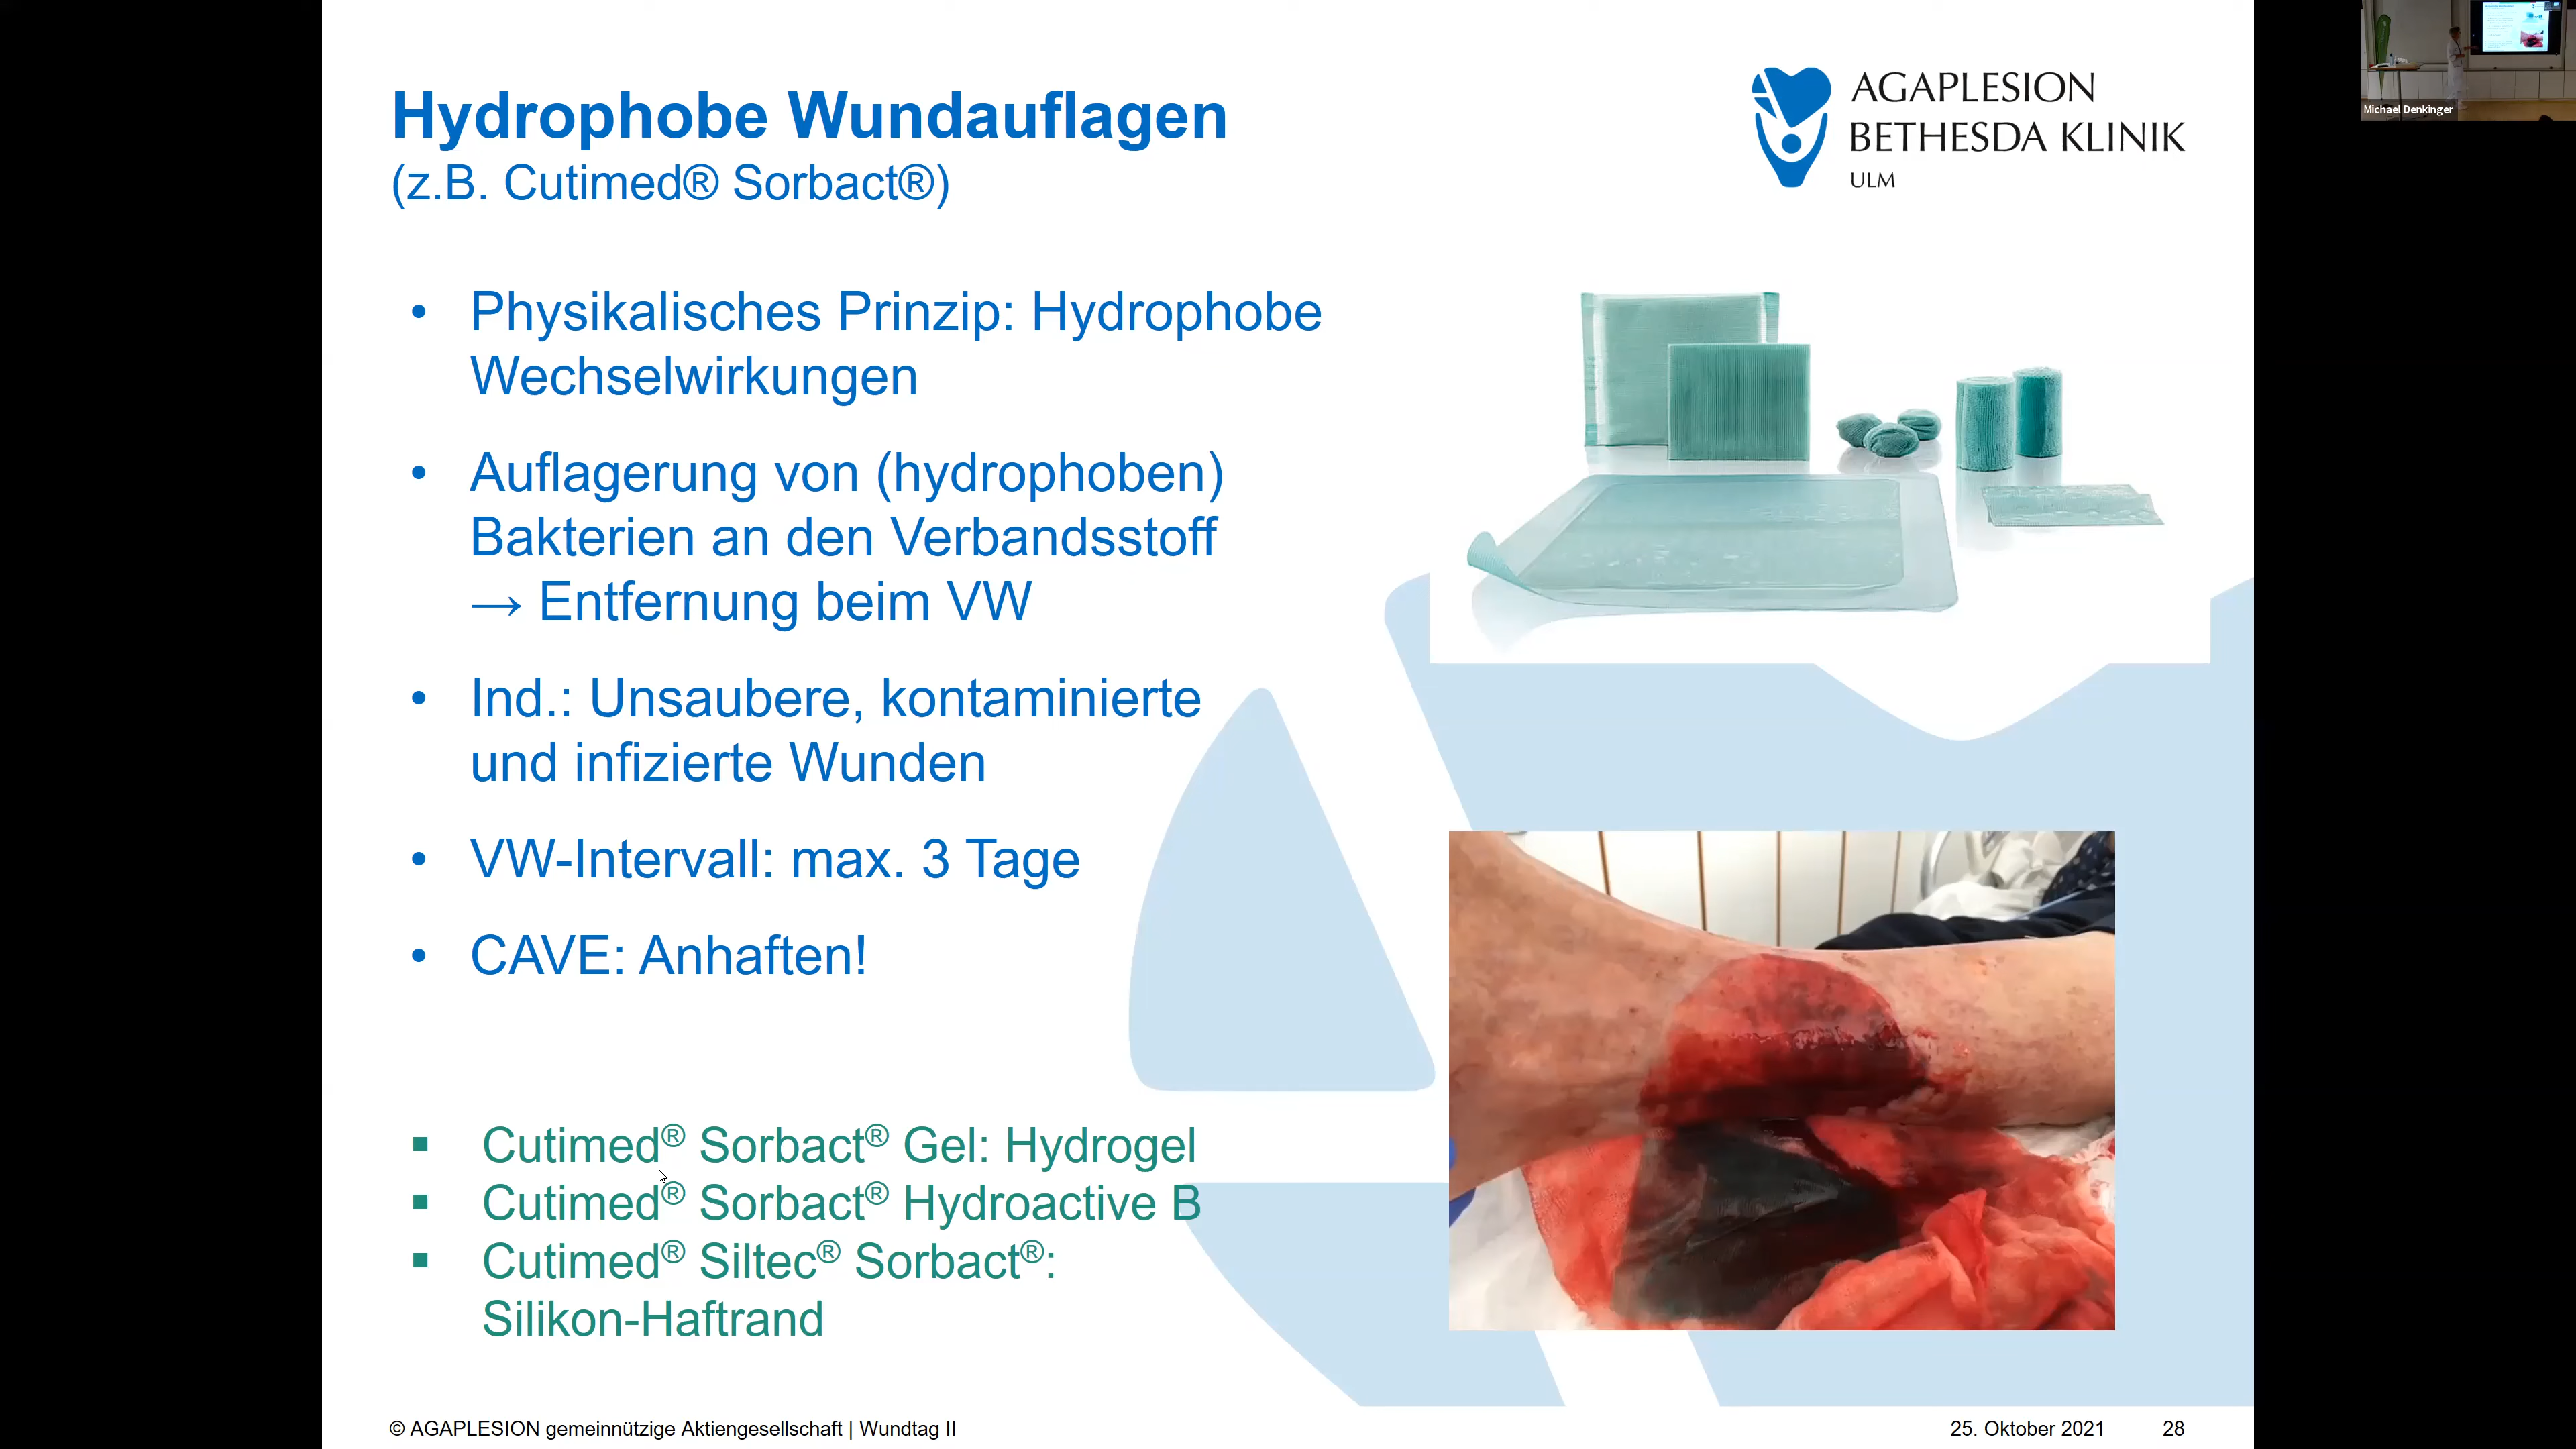 Hydrophobe Wundauflagen
(z.B. Cutimed® Sorbact®)
AGAPLESION
BETHESDA KLINIK
ULM
Michael Denkinger
• Physikalisches Prinzip: Hydrophobe
Wechselwirkungen
• Auflagerung von (hydrophoben)
Bakterien an den Verbandsstoff
→ Entfernung beim VW
• Ind.: Unsaubere, kontaminierte
und infizierte Wunden
• VW-Intervall: max. 3 Tage
• CAVE: Anhaften!
▪ Cutimed® Sorbact® Gel: Hydrogel
▪ Cutimed® Sorbact® Hydroactive B
▪ Cutimed® Siltec® Sorbact®:
Silikon-Haftrand
© AGAPLESION gemeinnützige Aktiengesellschaft | Wundtag II
25. Oktober 2021 28